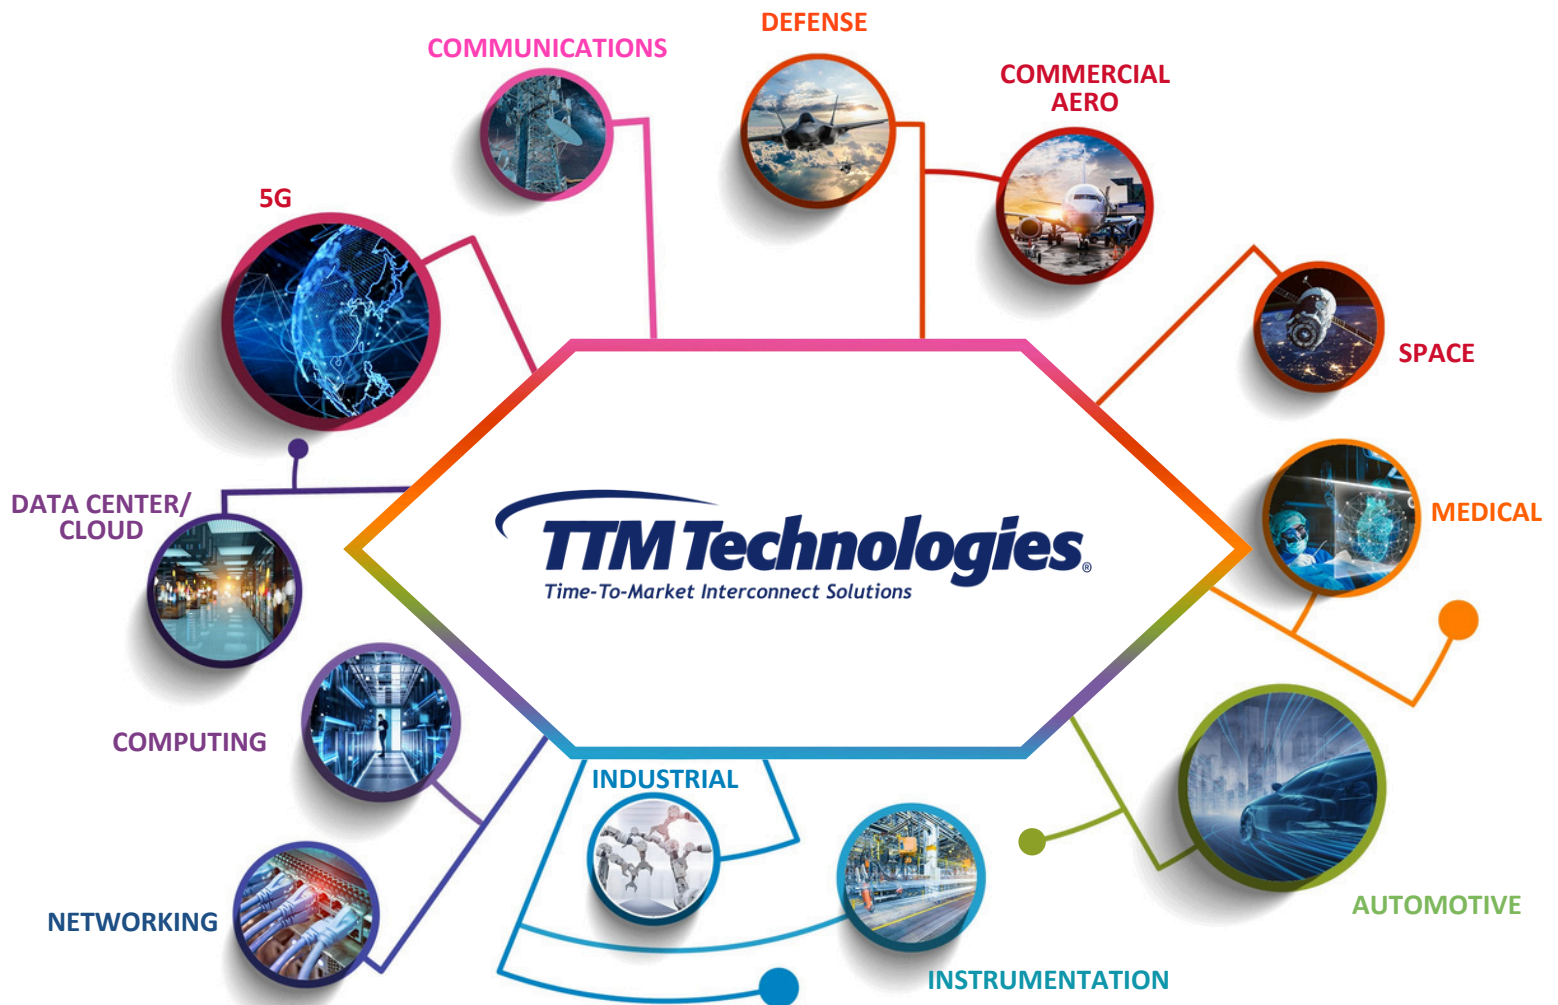 DEFENSE
COMMUNICATIONS
COMMERCIAL
AERO
5G
SPACE
DATA CENTER/
CLOUD
MEDICAL
TTM Technologies®
Time-To-Market Interconnect Solutions
COMPUTING
INDUSTRIAL
AUTOMOTIVE
NETWORKING
INSTRUMENTATION